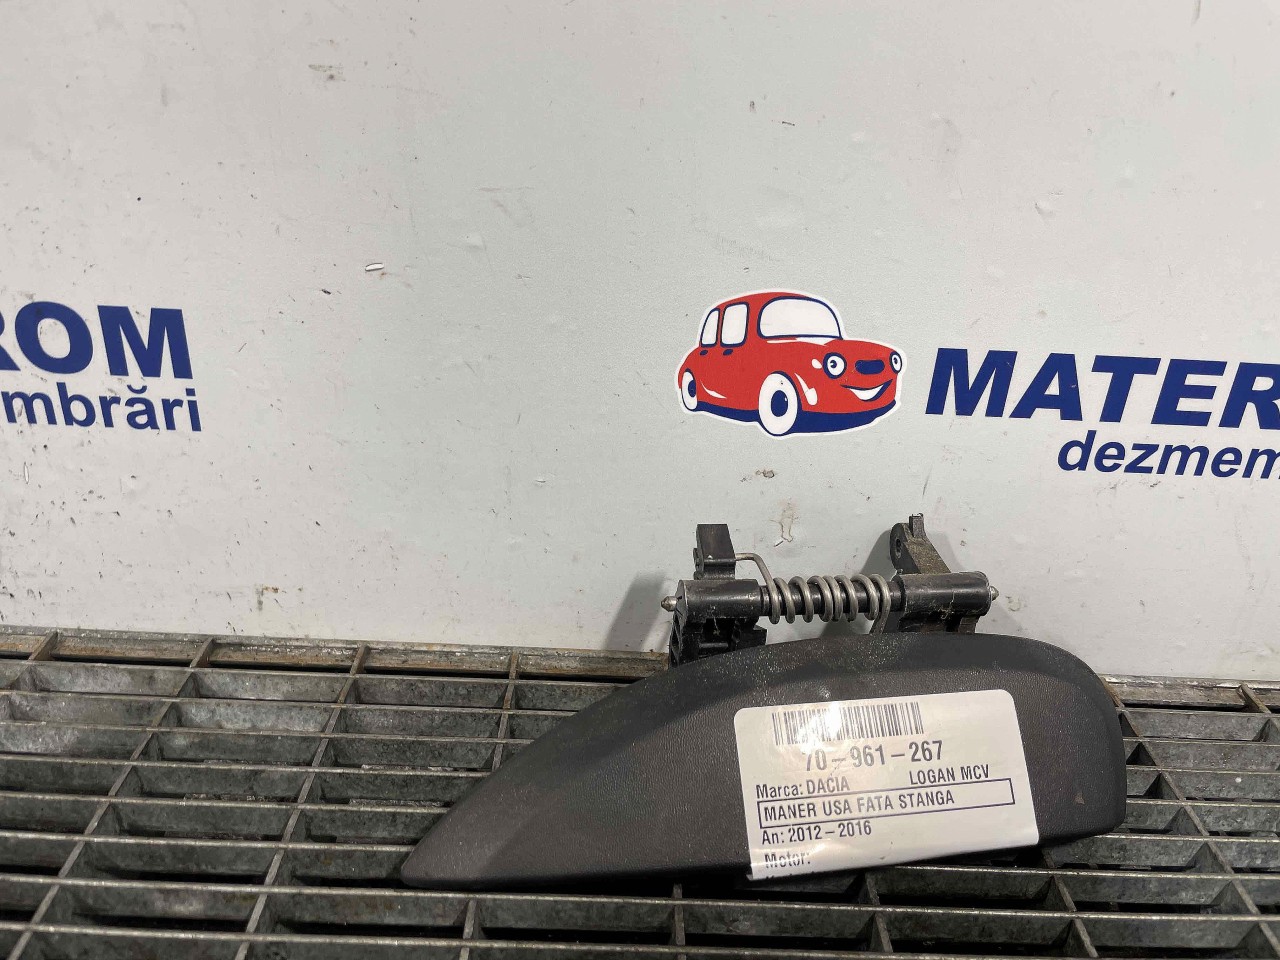 ROM
mbrări
MATER
dezmem
70-961-267
Marca: DACIA LOGAN MCV
MANER USA FATA STANGA
An: 2012-2016
Motor: